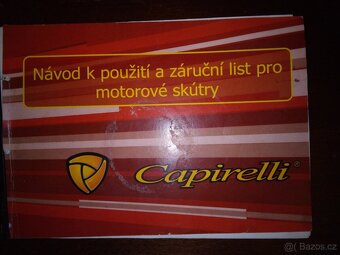 Návod k použití a záruční list pro
motorové skútry
Capirelli®
Bazos.cz